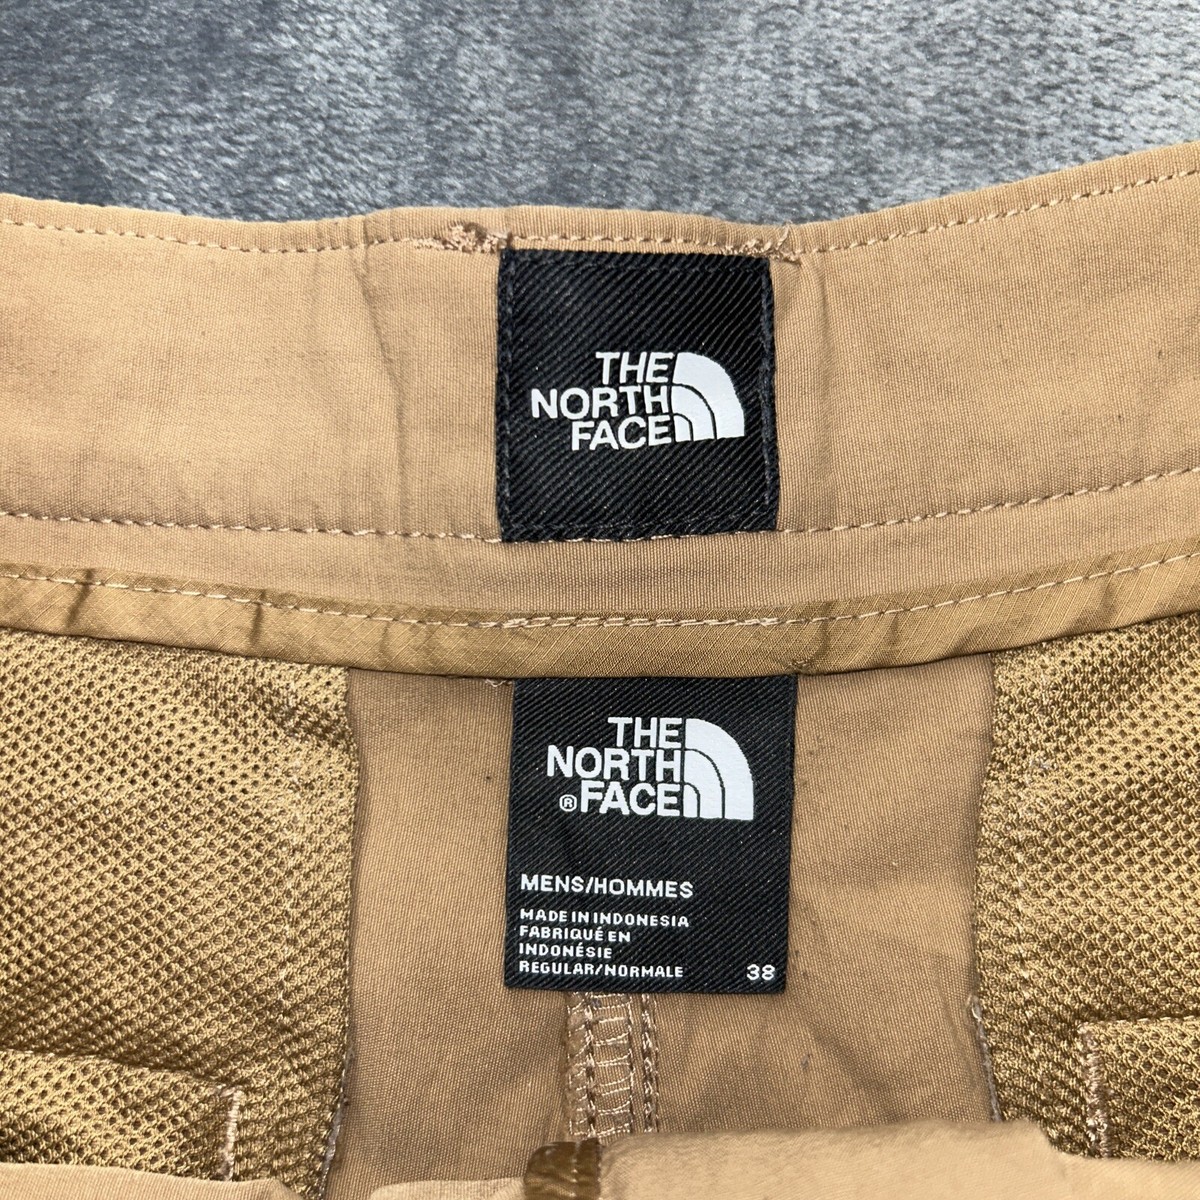 THE
NORTH
FACE
THE
NORTH
® FACE
MENS/HOMMES
MADE IN INDONESIA
FABRIQUÉ EN
INDONÉSIE
REGULAR/NORMALE 38